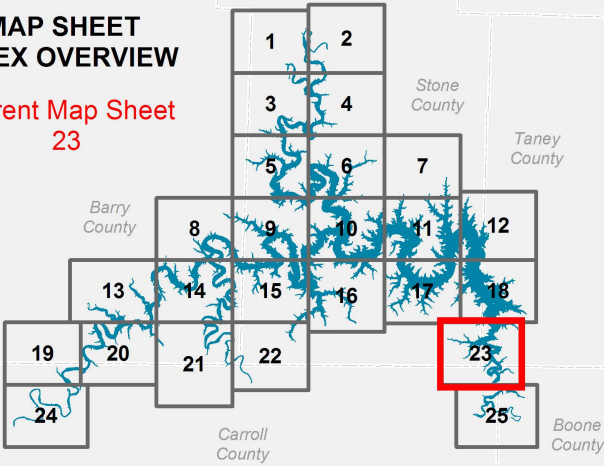 MAP SHEET
EX OVERVIEW
rent Map Sheet
23
1
2
3
4
Stone
County
Taney
County
5
6
7
Barry
County
8
9
10
11
12
13
14
15
16
17
18
19
20
21
22
23
24
25
Carroll
County
Boone
County